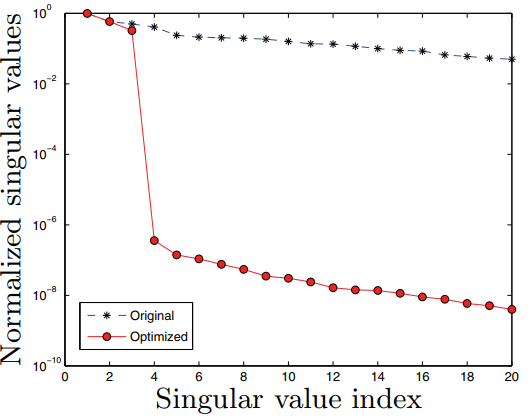 Normalized singular values
10^0
10^-2
10^-4
10^-6
10^-8
10^-10
Original
Optimized
0 2 4 6 8 10 12 14 16 18 20
Singular value index